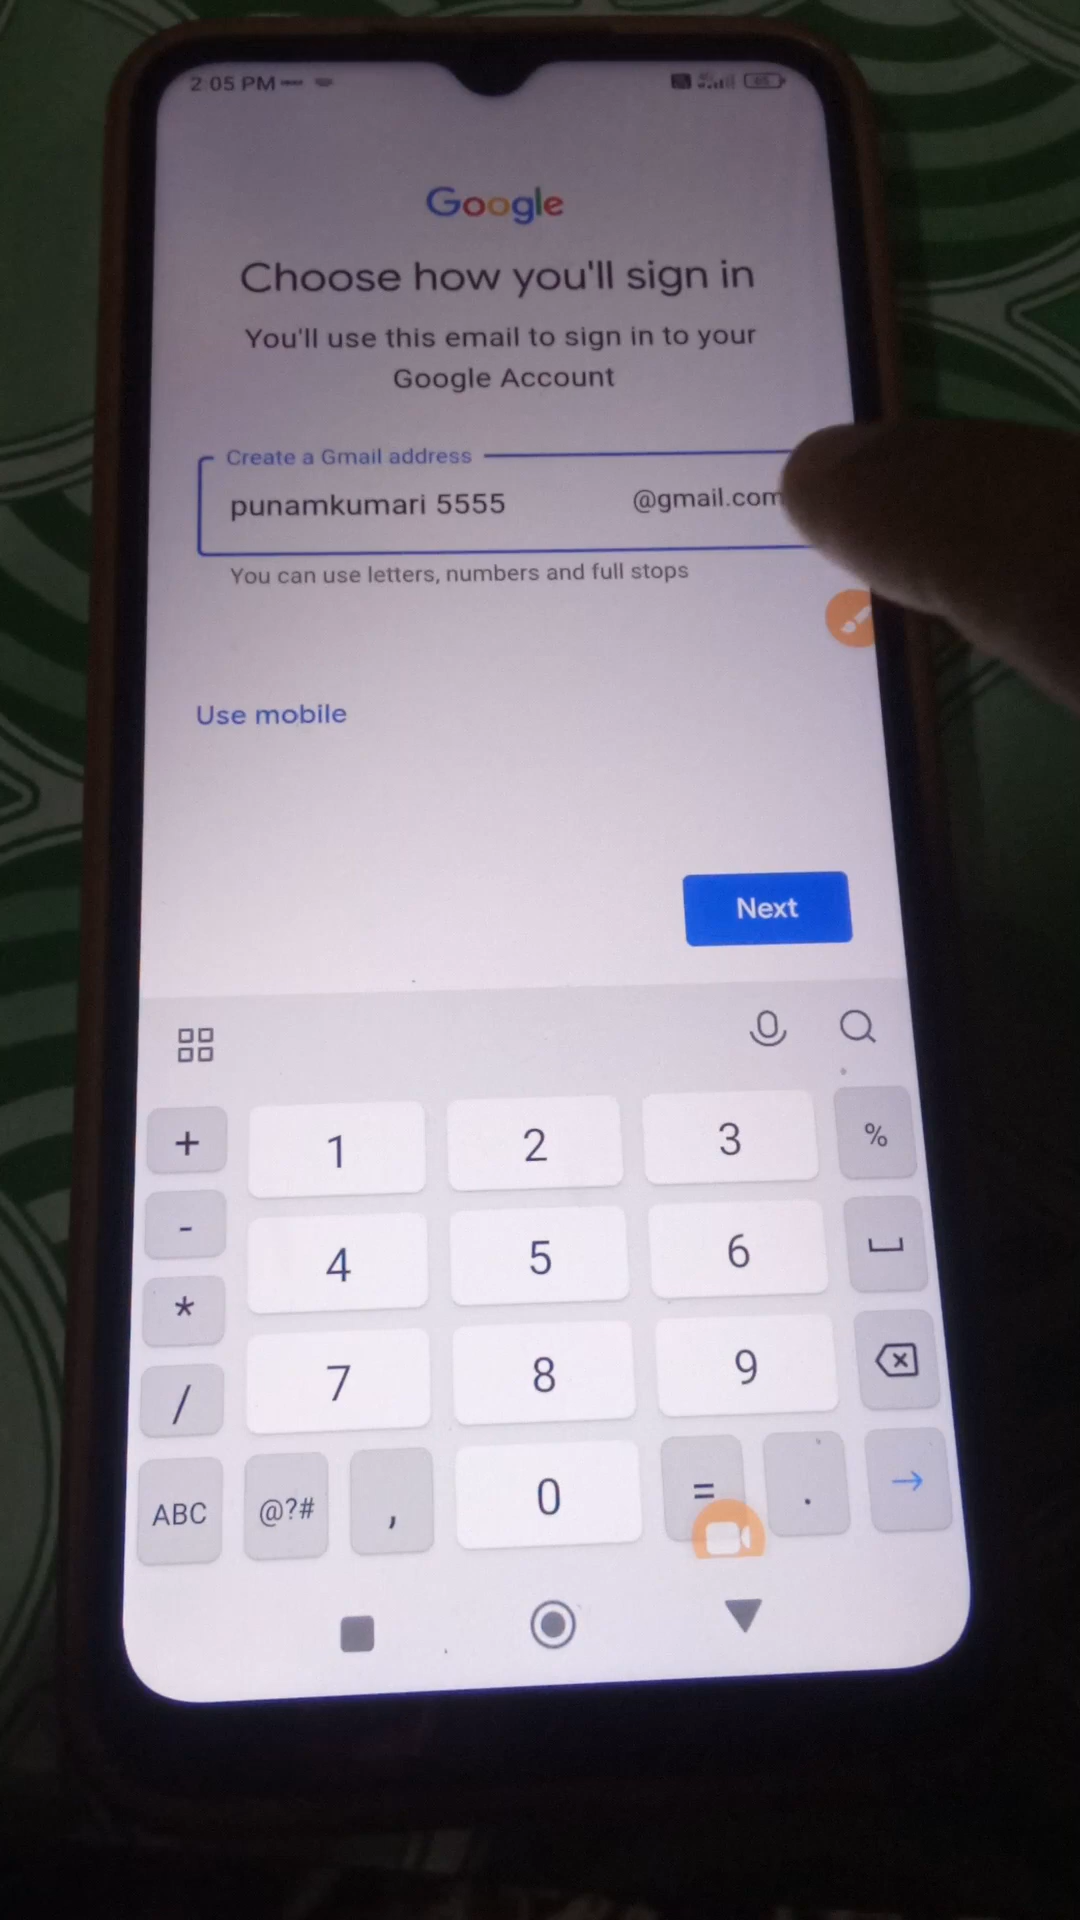 2:05 PM
Google
Choose how you'll sign in
You'll use this email to sign in to your
Google Account
Create a Gmail address
punamkumari 5555 @gmail.com
You can use letters, numbers and full stops
Use mobile
Next
+ 1 2 3 %
- 4 5 6
* 7 8 9
/
ABC @?# , 0 = .